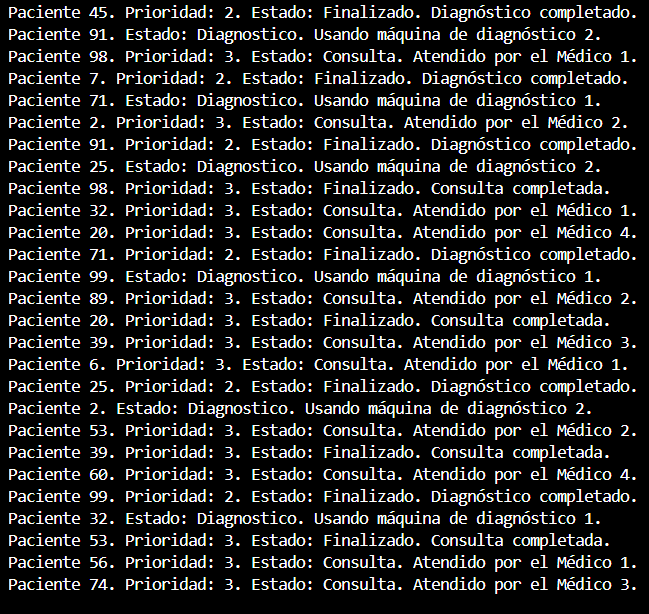 Paciente 45. Prioridad: 2. Estado: Finalizado. Diagnóstico completado.
Paciente 91. Estado: Diagnostico. Usando máquina de diagnóstico 2.
Paciente 98. Prioridad: 3. Estado: Consulta. Atendido por el Médico 1.
Paciente 7. Prioridad: 2. Estado: Finalizado. Diagnóstico completado.
Paciente 71. Estado: Diagnostico. Usando máquina de diagnóstico 1.
Paciente 2. Prioridad: 3. Estado: Consulta. Atendido por el Médico 2.
Paciente 91. Prioridad: 2. Estado: Finalizado. Diagnóstico completado.
Paciente 25. Estado: Diagnostico. Usando máquina de diagnóstico 2.
Paciente 98. Prioridad: 3. Estado: Finalizado. Consulta completada.
Paciente 32. Prioridad: 3. Estado: Consulta. Atendido por el Médico 1.
Paciente 20. Prioridad: 3. Estado: Consulta. Atendido por el Médico 4.
Paciente 71. Prioridad: 2. Estado: Finalizado. Diagnóstico completado.
Paciente 99. Estado: Diagnostico. Usando máquina de diagnóstico 1.
Paciente 89. Prioridad: 3. Estado: Consulta. Atendido por el Médico 2.
Paciente 20. Prioridad: 3. Estado: Finalizado. Consulta completada.
Paciente 39. Prioridad: 3. Estado: Consulta. Atendido por el Médico 3.
Paciente 6. Prioridad: 3. Estado: Consulta. Atendido por el Médico 1.
Paciente 25. Prioridad: 2. Estado: Finalizado. Diagnóstico completado.
Paciente 2. Estado: Diagnostico. Usando máquina de diagnóstico 2.
Paciente 53. Prioridad: 3. Estado: Consulta. Atendido por el Médico 2.
Paciente 39. Prioridad: 3. Estado: Finalizado. Consulta completada.
Paciente 60. Prioridad: 3. Estado: Consulta. Atendido por el Médico 4.
Paciente 99. Prioridad: 2. Estado: Finalizado. Diagnóstico completado.
Paciente 32. Estado: Diagnostico. Usando máquina de diagnóstico 1.
Paciente 53. Prioridad: 3. Estado: Finalizado. Consulta completada.
Paciente 56. Prioridad: 3. Estado: Consulta. Atendido por el Médico 1.
Paciente 74. Prioridad: 3. Estado: Consulta. Atendido por el Médico 3.